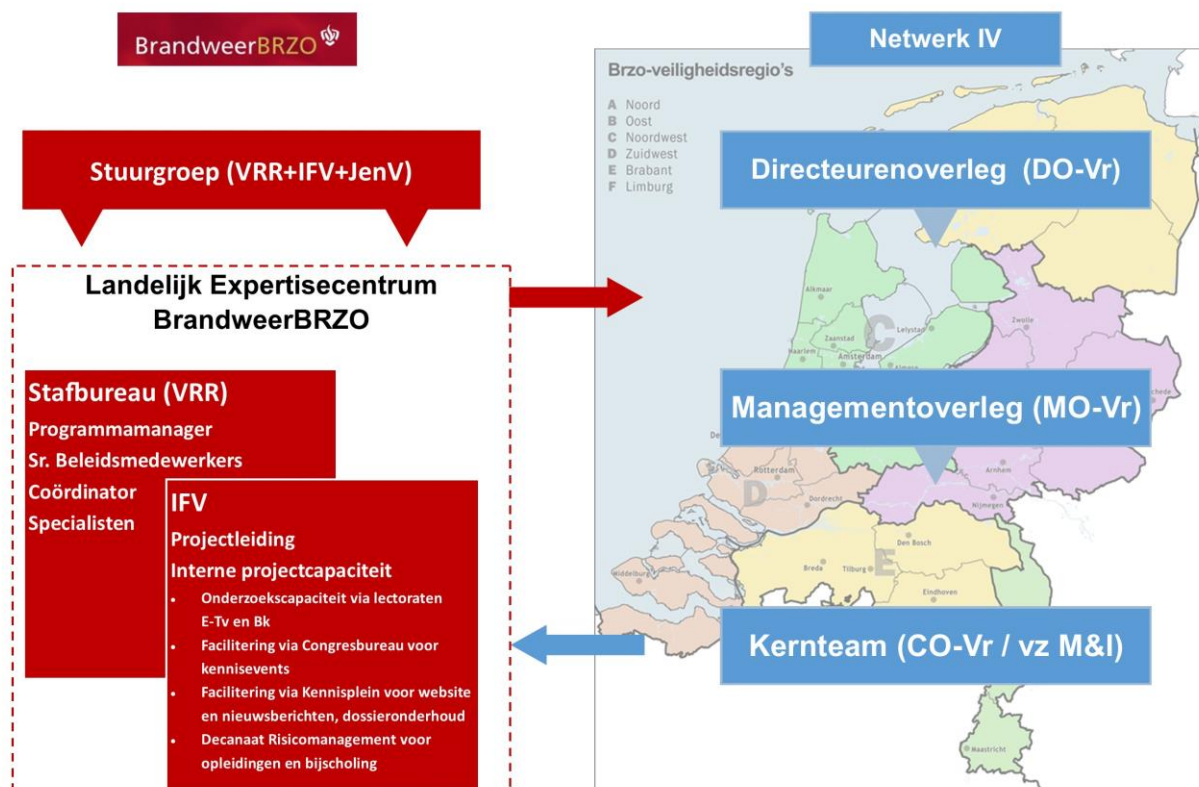 BrandweerBRZO
Stuurgroep (VRR+IFV+JenV)
Landelijk Expertisecentrum
BrandweerBRZO
Stafbureau (VRR)
Programmamanager
Sr. Beleidsmedewerkers
Coördinator
Specialisten
IFV
Projectleiding
Interne projectcapaciteit
• Onderzoekscapaciteit via lectoraten
E-Tv en Bk
• Facilitering via Congresbureau voor
kennisevents
• Facilitering via Kennisplein voor website
en nieuwsberichten, dossieronderhoud
• Decanaat Risicomanagement voor
opleidingen en bijscholing
Netwerk IV
Brzo-veiligheidsregio's
A Noord
B Oost
C Noordwest
D Zuidwest
E Brabant
F Limburg
Directeurenoverleg (DO-Vr)
Alkmaar
Zwolle
C
Lelystad
Zaanstad
Haarlem
Amsterdam
Managementoverleg (MO-Vr)
Rotterdam
Arnhem
D
Dordrecht
Nijmegen
Den Bosch
Breda
Tilburg
E
Middelburg
Eindhoven
Kernteam (CO-Vr / vz M&I)
Maastricht